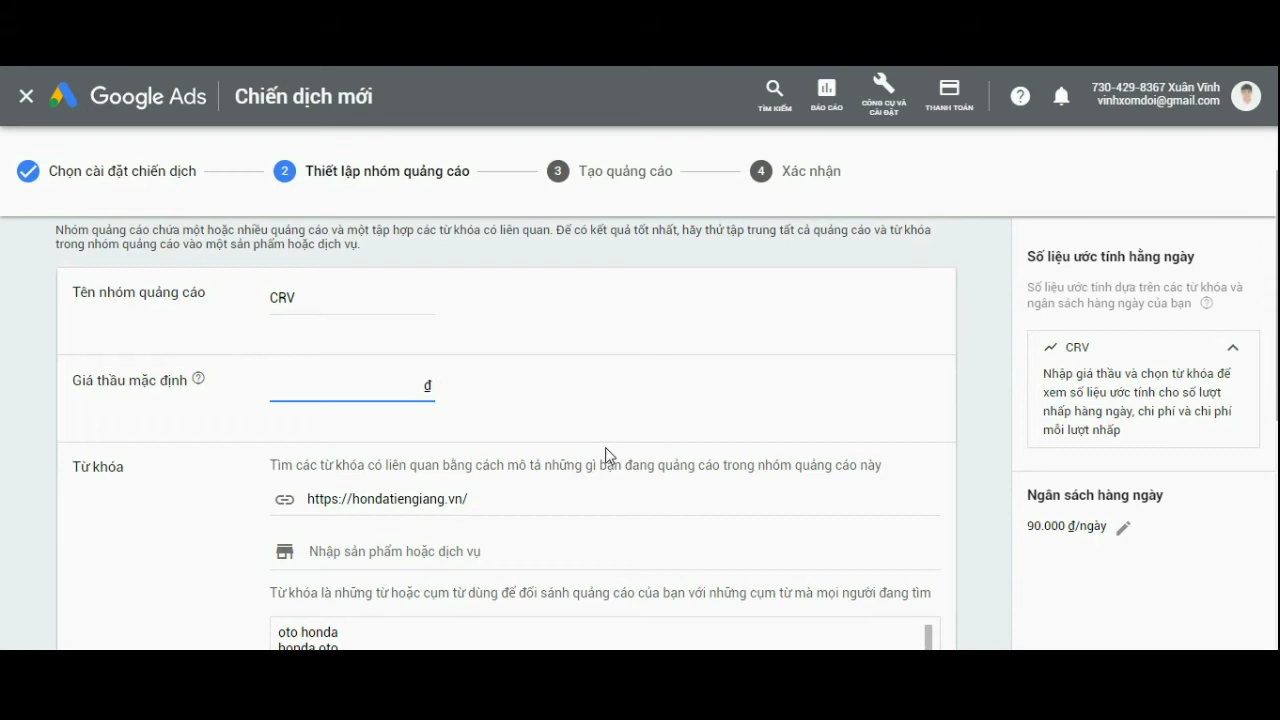 Google Ads
Chiến dịch mới
TÌM KIẾM
BÁO CÁO
CÔNG CỤ VÀ
CÀI ĐẶT
THANH TOÁN
730-429-8367 Xuân Vĩnh
vinhxomdoi@gmail.com
Chọn cài đặt chiến dịch
2
Thiết lập nhóm quảng cáo
3
Tạo quảng cáo
4
Xác nhận
Nhóm quảng cáo chứa một hoặc nhiều quảng cáo và một tập hợp các từ khóa có liên quan. Để có kết quả tốt nhất, hãy thử tập trung tất cả quảng cáo và từ khóa
trong nhóm quảng cáo vào một sản phẩm hoặc dịch vụ.
Tên nhóm quảng cáo
CRV
Giá thầu mặc định
₫
Từ khóa
Tìm các từ khóa có liên quan bằng cách mô tả những gì bạn đang quảng cáo trong nhóm quảng cáo này
https://hondatiengiang.vn/
Nhập sản phẩm hoặc dịch vụ
Từ khóa là những từ hoặc cụm từ dùng để đối sánh quảng cáo của bạn với những cụm từ mà mọi người đang tìm
oto honda
honda oto
Số liệu ước tính hằng ngày
Số liệu ước tính dựa trên các từ khóa và
ngân sách hàng ngày của bạn
CRV
Nhập giá thầu và chọn từ khóa để
xem số liệu ước tính cho số lượt
nhấp hàng ngày, chi phí và chi phí
mỗi lượt nhấp
Ngân sách hàng ngày
90.000 ₫/ngày